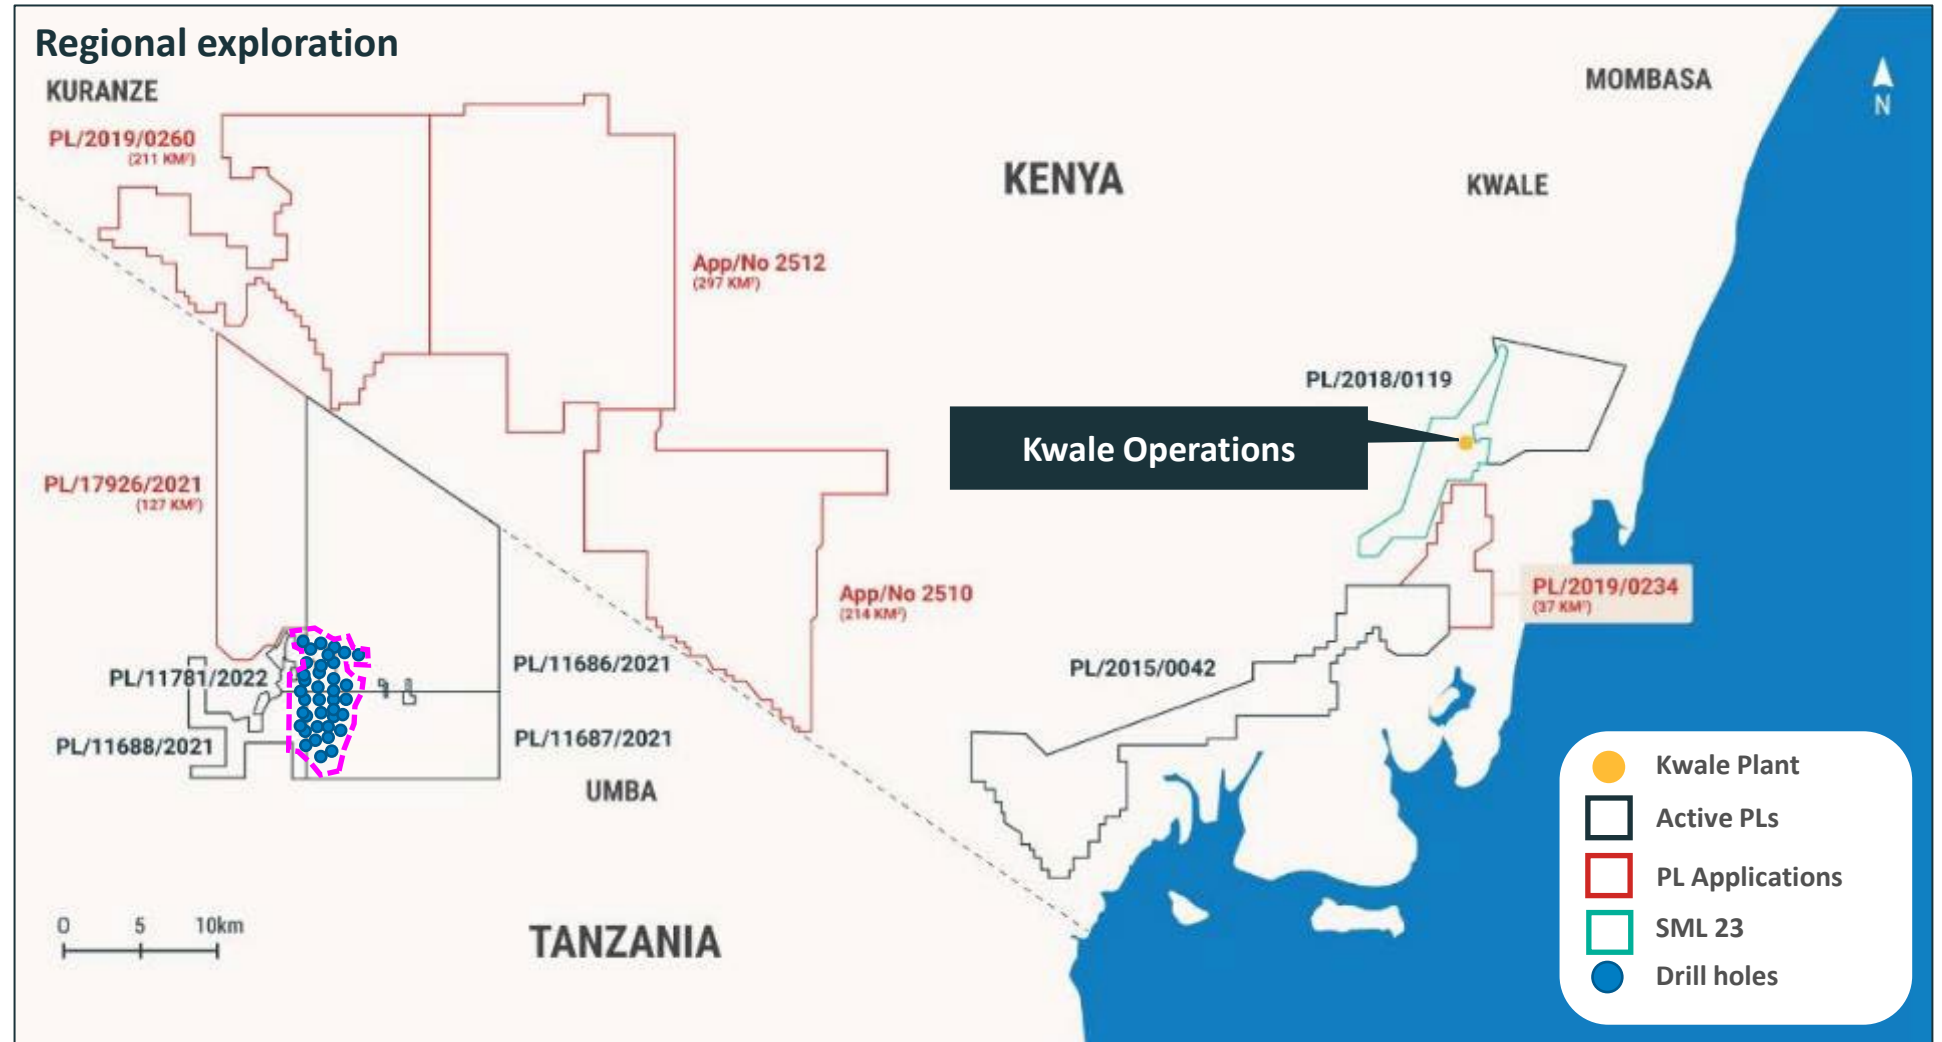 Regional exploration
KURANZE
PL/2019/0260
(211 KM²)
MOMBASA
N
KENYA
KWALE
App/No 2512
(297 KM²)
PL/2018/0119
Kwale Operations
PL/17926/2021
(127 KM²)
App/No 2510
(214 KM²)
PL/2019/0234
(37 KM²)
PL/11686/2021
PL/2015/0042
PL/11781/2022
PL/11688/2021
PL/11687/2021
UMBA
TANZANIA
0 5 10km
Kwale Plant
Active PLs
PL Applications
SML 23
Drill holes